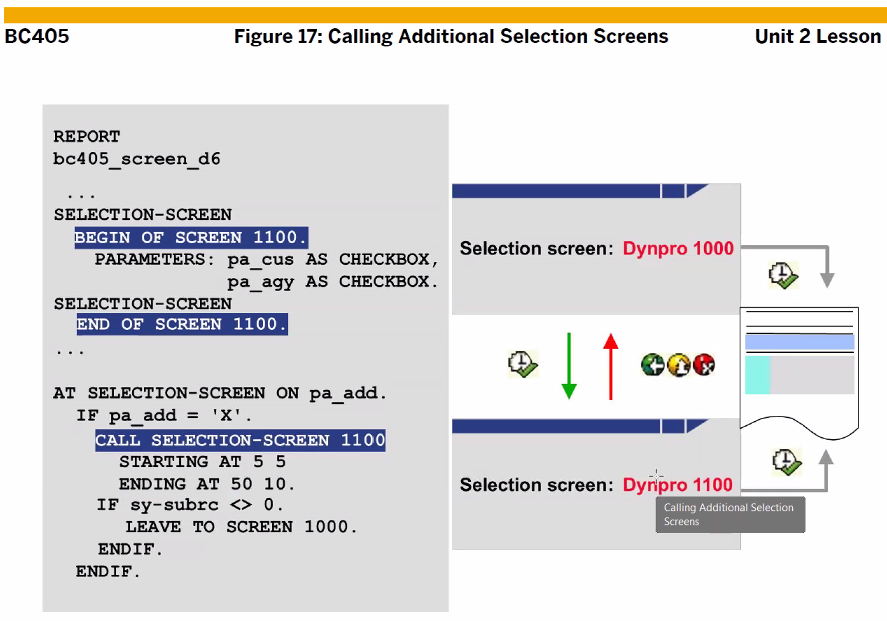 BC405 Figure 17: Calling Additional Selection Screens Unit 2 Lesson
REPORT
bc405_screen_d6
...
SELECTION-SCREEN
BEGIN OF SCREEN 1100.
PARAMETERS: pa_cus AS CHECKBOX,
pa_agy AS CHECKBOX.
SELECTION-SCREEN
END OF SCREEN 1100.
...
AT SELECTION-SCREEN ON pa_add.
IF pa_add = 'X'.
CALL SELECTION-SCREEN 1100
STARTING AT 5 5
ENDING AT 50 10.
IF sy-subrc <> 0.
LEAVE TO SCREEN 1000.
ENDIF.
ENDIF.
Selection screen: Dynpro 1000
Selection screen: Dynpro 1100
Calling Additional Selection
Screens